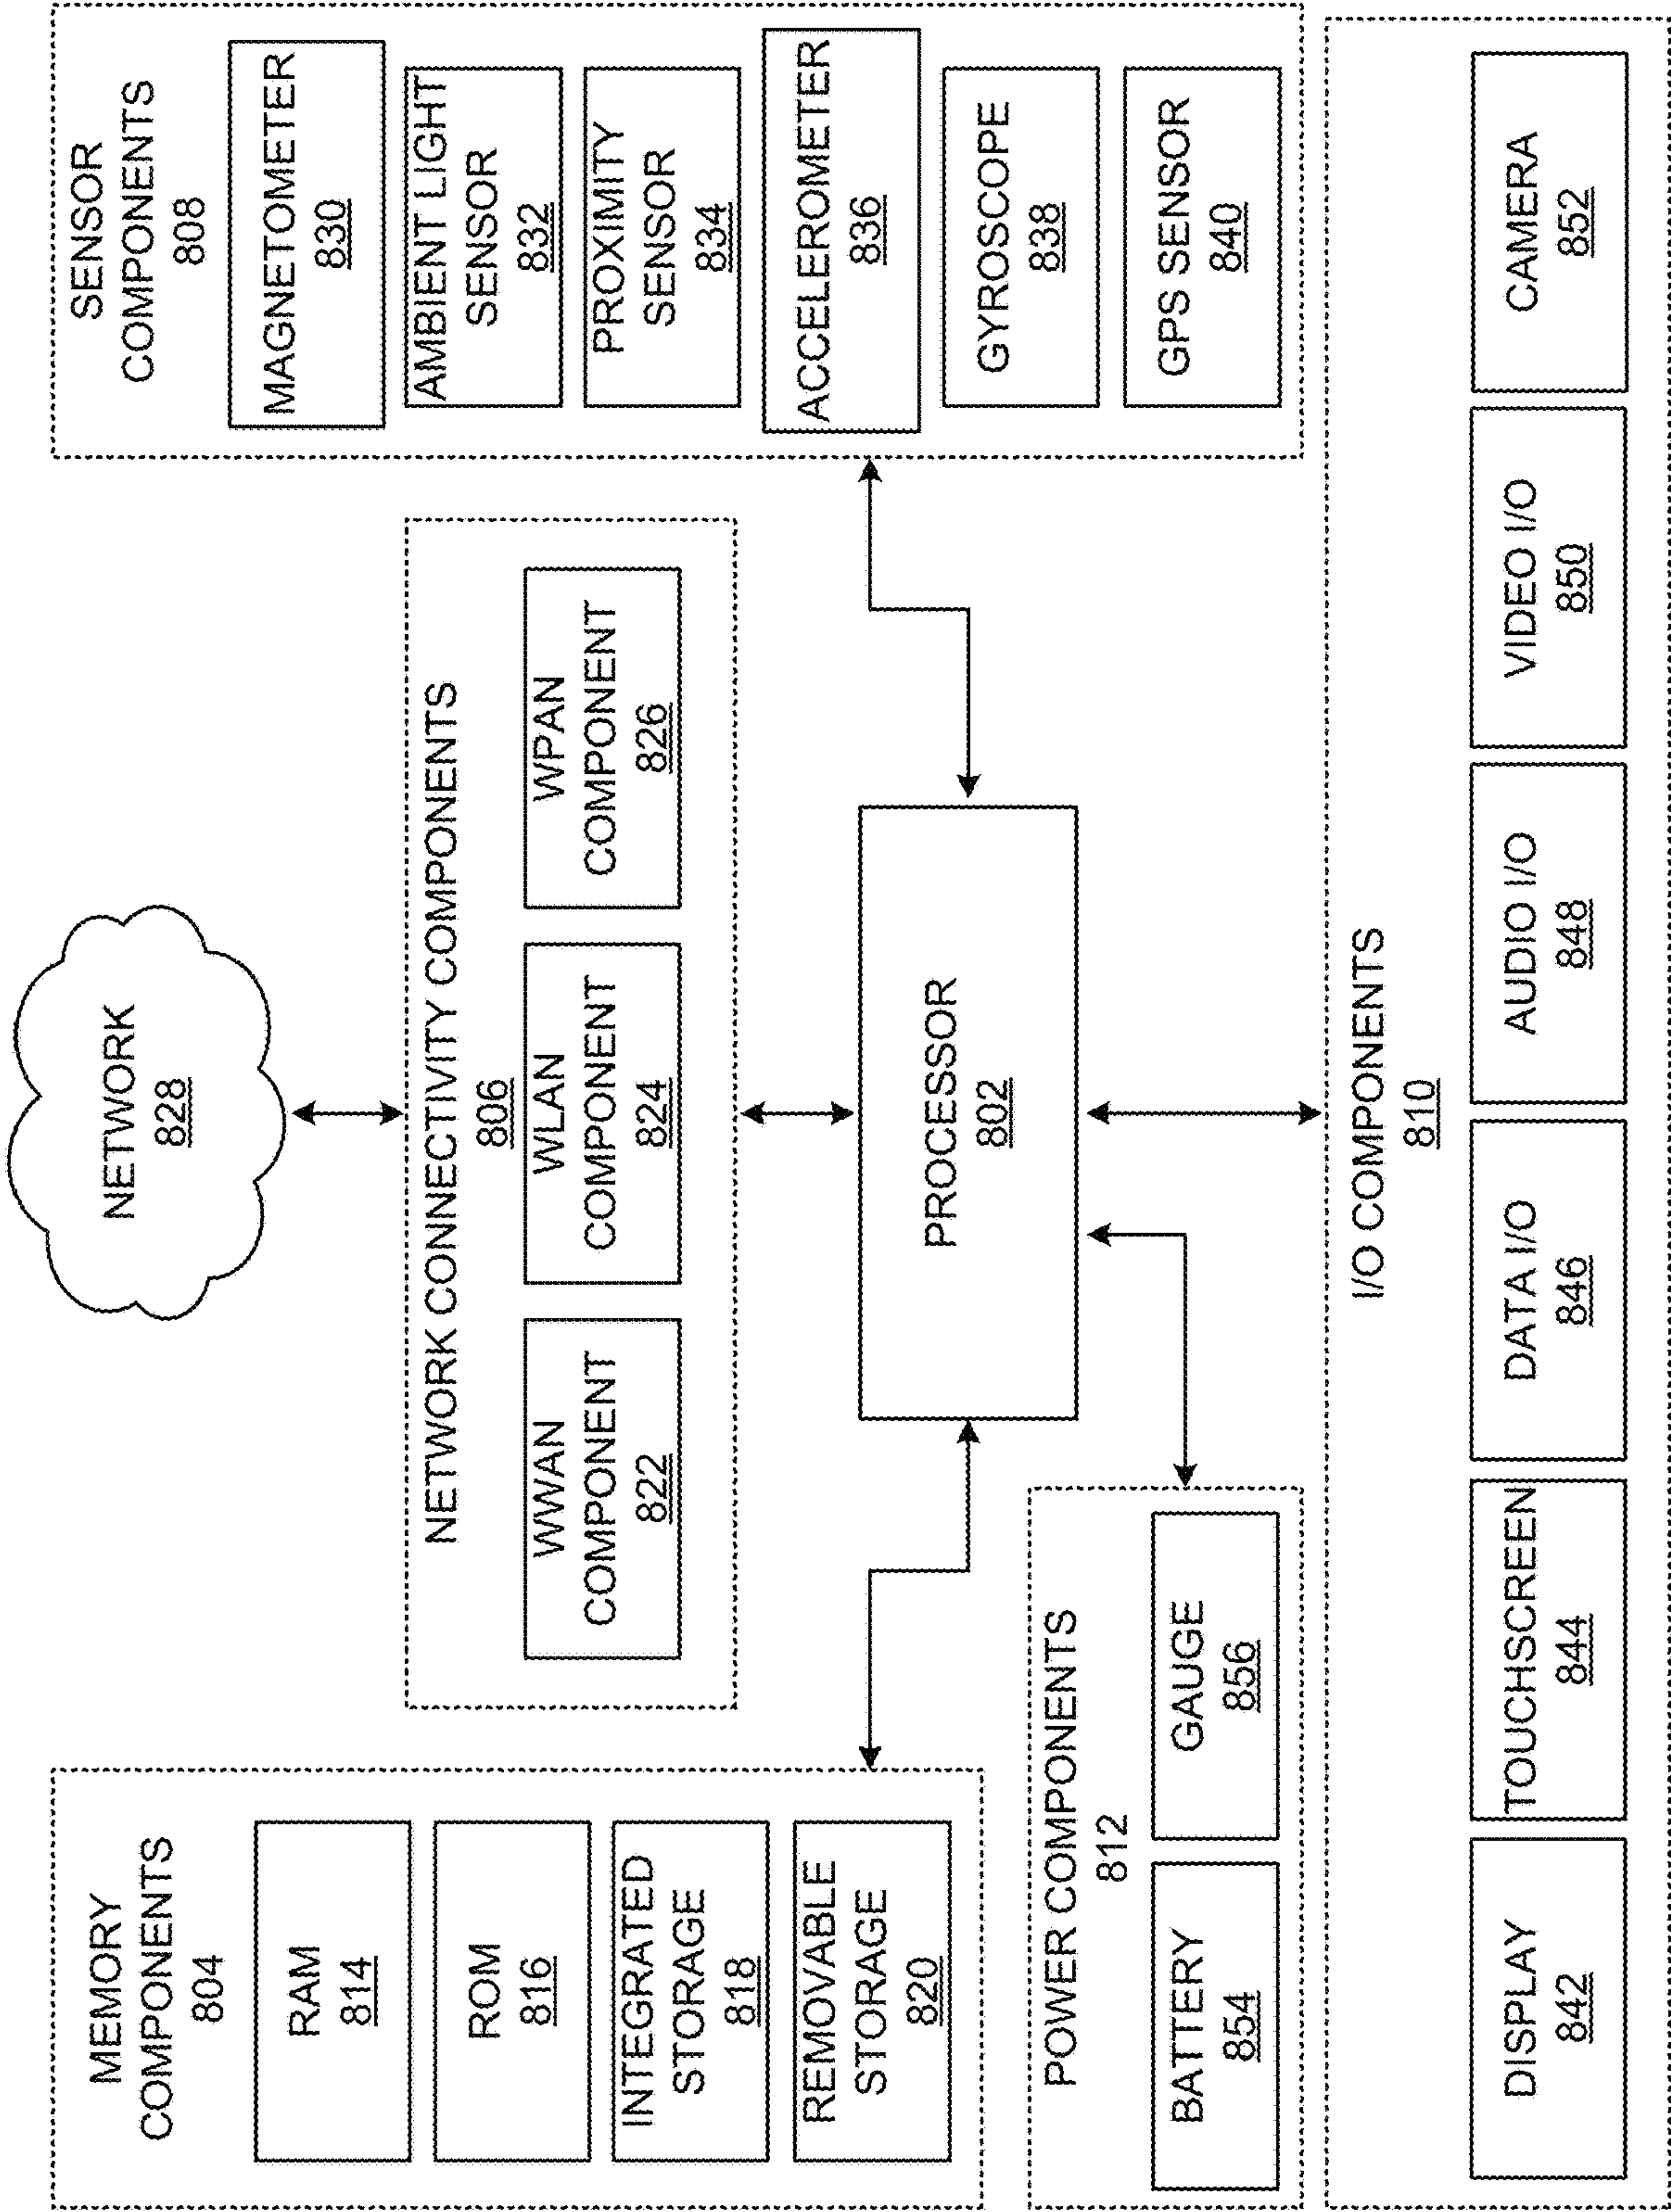 NETWORK
828
MEMORY
COMPONENTS
804
RAM
814
ROM
816
INTEGRATED
STORAGE
818
REMOVABLE
STORAGE
820
NETWORK CONNECTIVITY COMPONENTS
806
WWAN
COMPONENT
822
WLAN
COMPONENT
824
WPAN
COMPONENT
826
SENSOR
COMPONENTS
808
MAGNETOMETER
830
AMBIENT LIGHT
SENSOR
832
PROXIMITY
SENSOR
834
ACCELEROMETER
836
GYROSCOPE
838
GPS SENSOR
840
PROCESSOR
802
POWER COMPONENTS
812
BATTERY
854
GAUGE
856
I/O COMPONENTS
810
DISPLAY
842
TOUCHSCREEN
844
DATA I/O
846
AUDIO I/O
848
VIDEO I/O
850
CAMERA
852